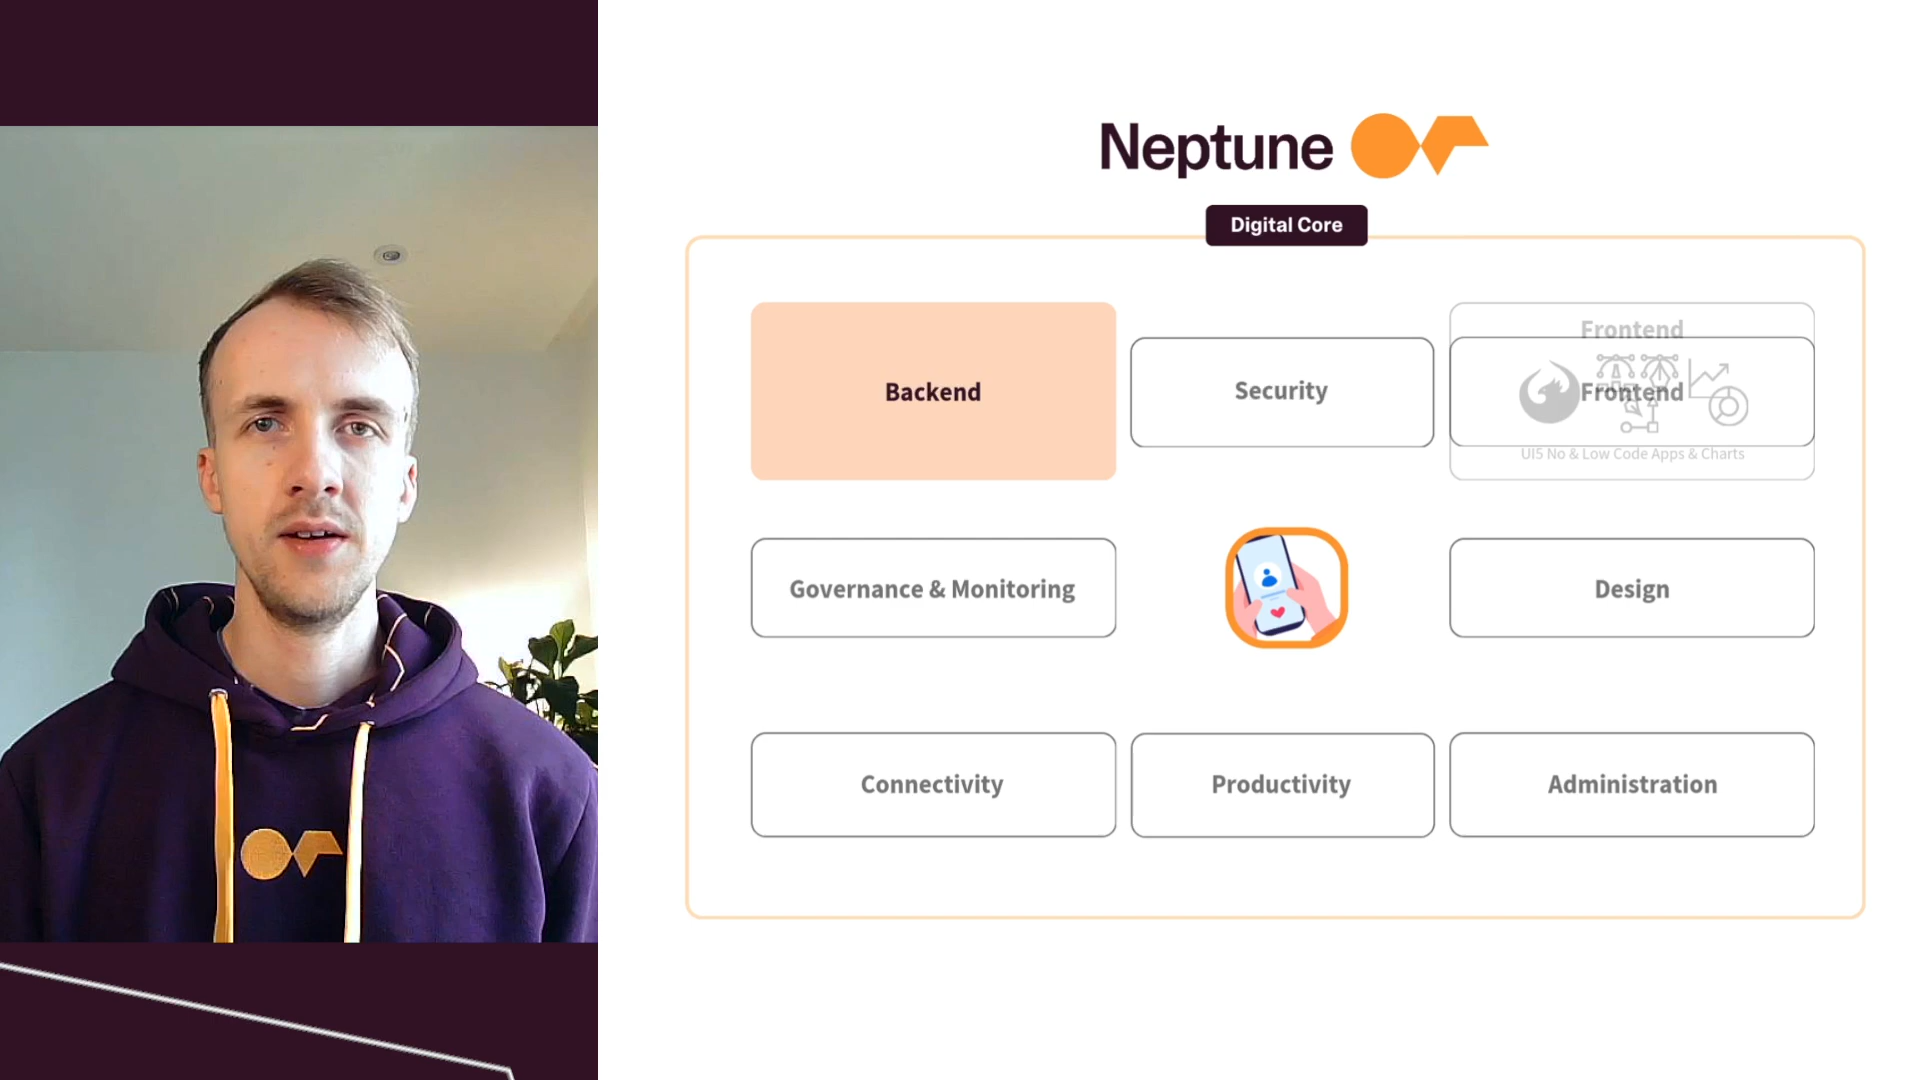 Neptune
Digital Core
Backend
Security
Frontend
Frontend
UI5 No & Low Code Apps & Charts
Governance & Monitoring
Design
Connectivity
Productivity
Administration